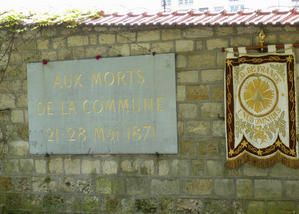 AUX MORTS
DE LA COMMUNE
21-28 MAI 1871